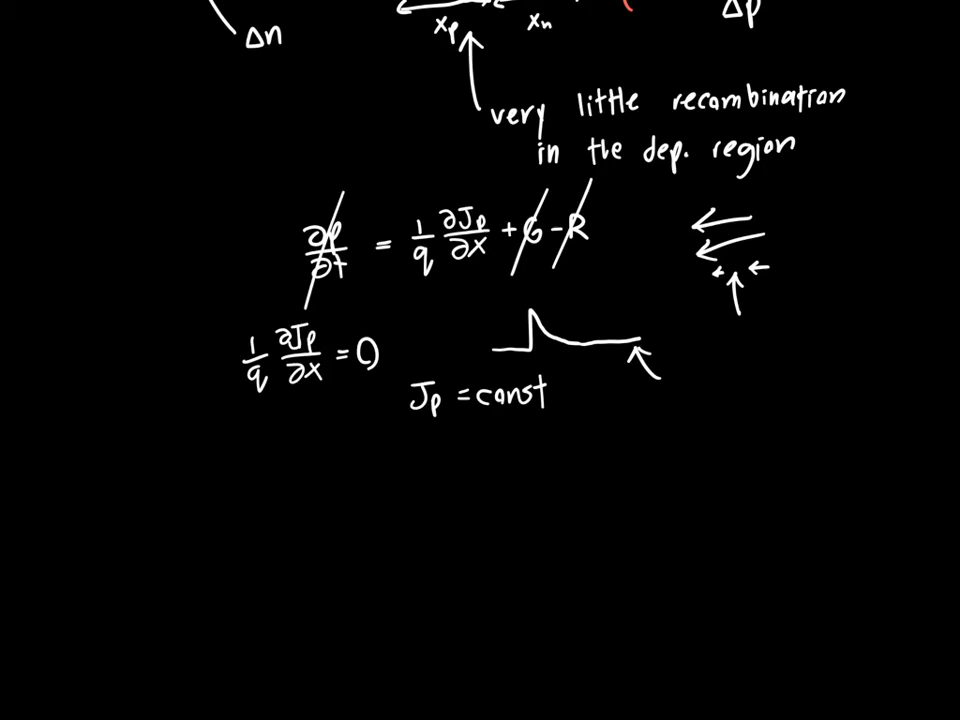 Δn
xp
xn
Δp
very little recombination
in the dep. region
∂p/∂t = 1/q ∂Jp/∂x + G - R
1/q ∂Jp/∂x = 0
Jp = const